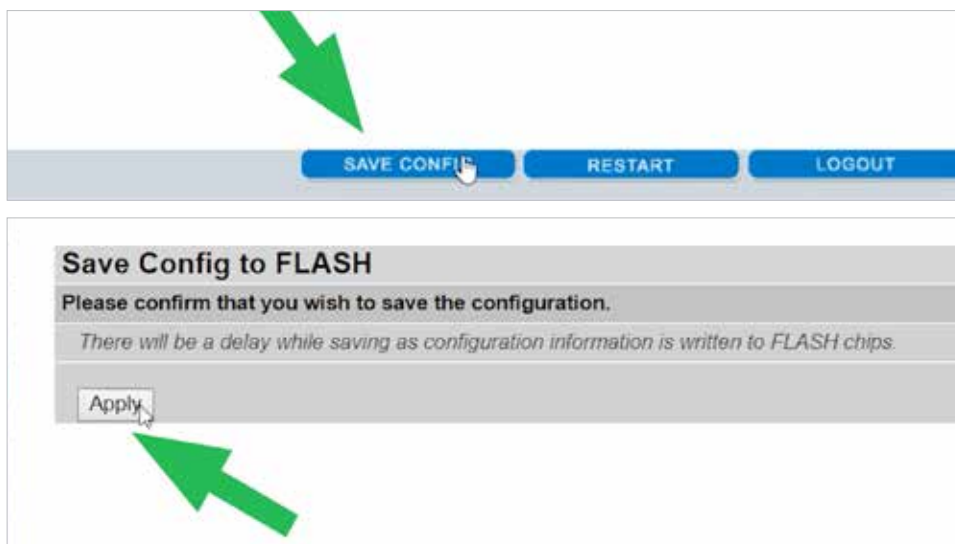 SAVE CONFIG RESTART LOGOUT
Save Config to FLASH
Please confirm that you wish to save the configuration.
There will be a delay while saving as configuration information is written to FLASH chips.
Apply